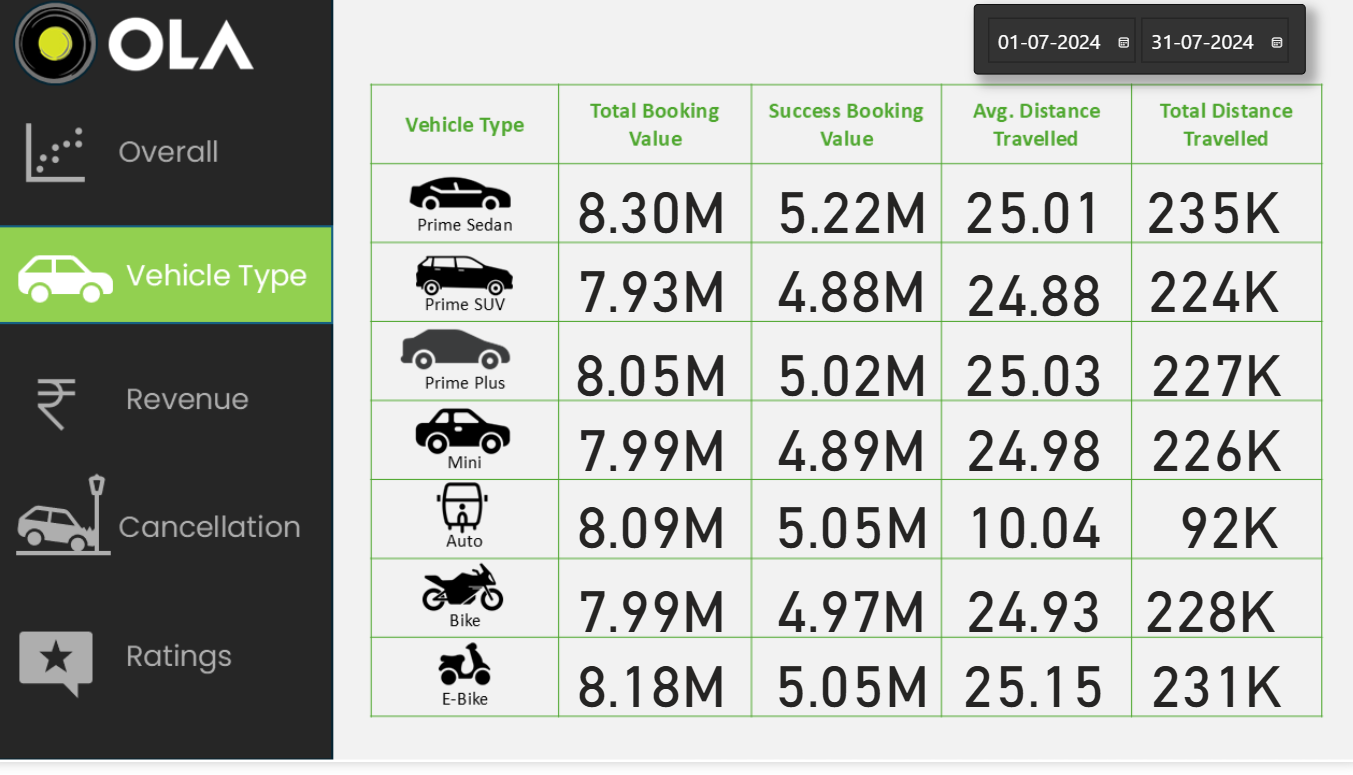 OLA
01-07-2024 31-07-2024
Overall
Vehicle Type
Revenue
Cancellation
Ratings
Vehicle Type
Total Booking
Value
Success Booking
Value
Avg. Distance
Travelled
Total Distance
Travelled
Prime Sedan
8.30M 5.22M 25.01 235K
Prime SUV
7.93M 4.88M 24.88 224K
Prime Plus
8.05M 5.02M 25.03 227K
Mini
7.99M 4.89M 24.98 226K
Auto
8.09M 5.05M 10.04 92K
Bike
7.99M 4.97M 24.93 228K
E-Bike
8.18M 5.05M 25.15 231K